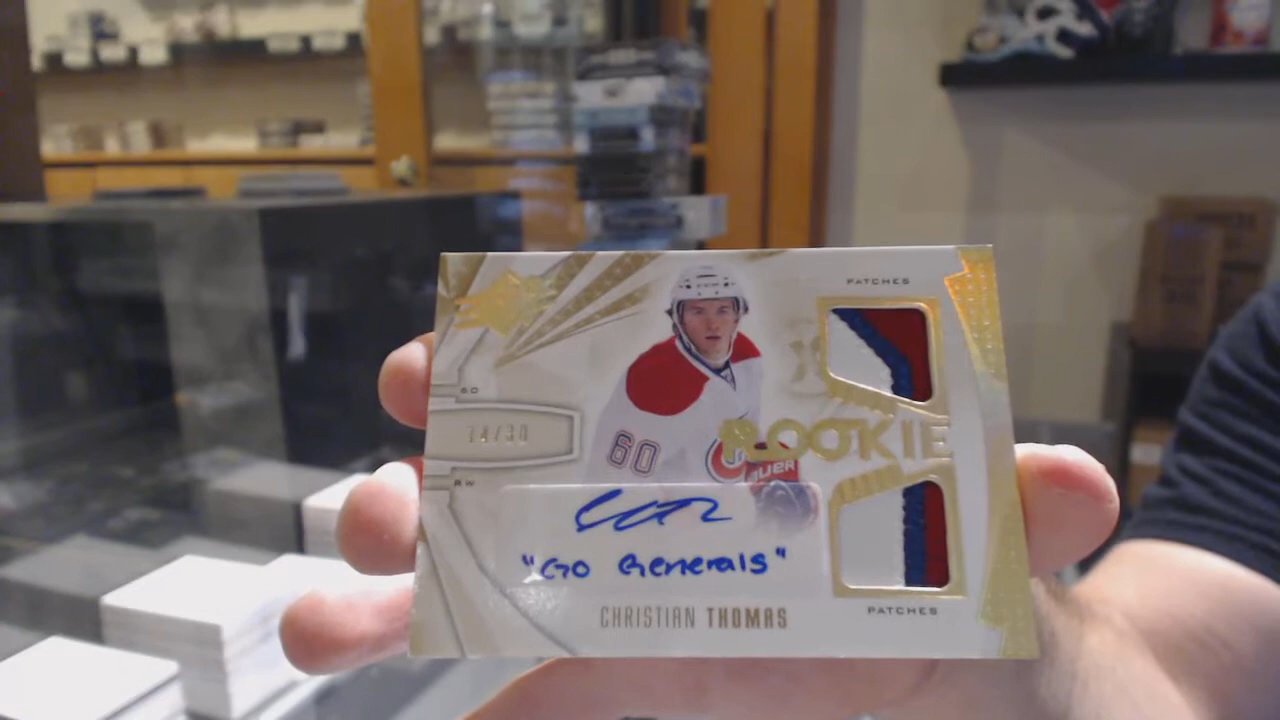 PATCHES
60
14/30
ROOKIE
60
RW
"Go Generals"
CHRISTIAN THOMAS
PATCHES